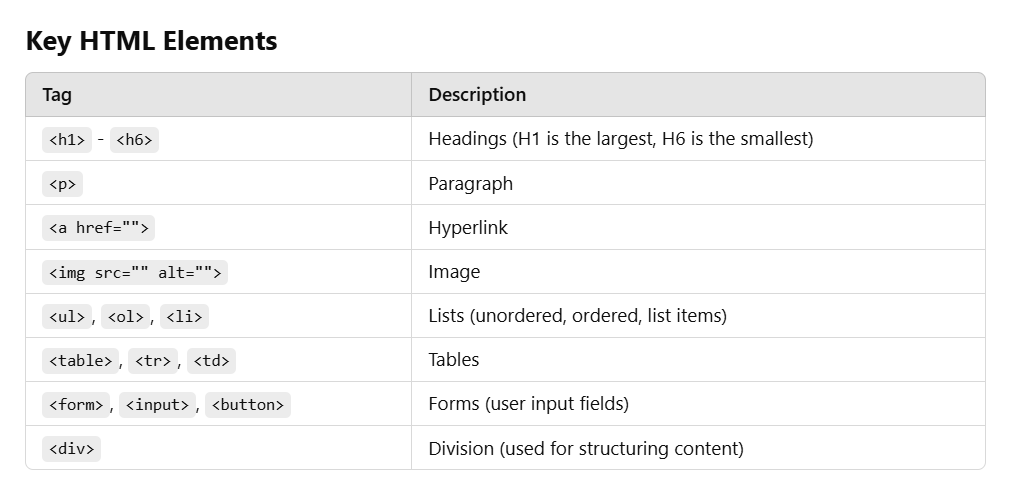 Key HTML Elements
Tag Description
<h1> - <h6> Headings (H1 is the largest, H6 is the smallest)
<p> Paragraph
<a href=""> Hyperlink
<img src="" alt=""> Image
<ul>, <ol>, <li> Lists (unordered, ordered, list items)
<table>, <tr>, <td> Tables
<form>, <input>, <button> Forms (user input fields)
<div> Division (used for structuring content)